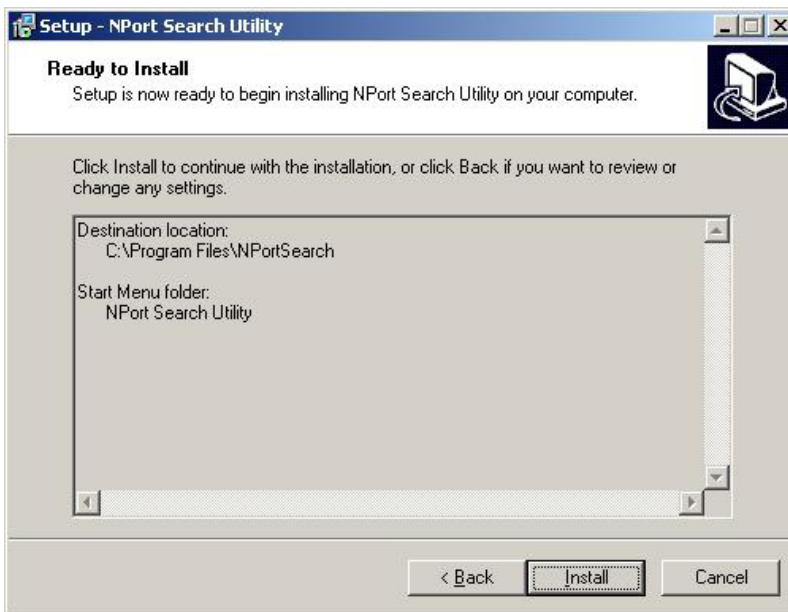 Setup - NPort Search Utility
Ready to Install
Setup is now ready to begin installing NPort Search Utility on your computer.
Click Install to continue with the installation, or click Back if you want to review or
change any settings.
Destination location:
C:\Program Files\NPortSearch
Start Menu folder:
NPort Search Utility
< Back
Install
Cancel